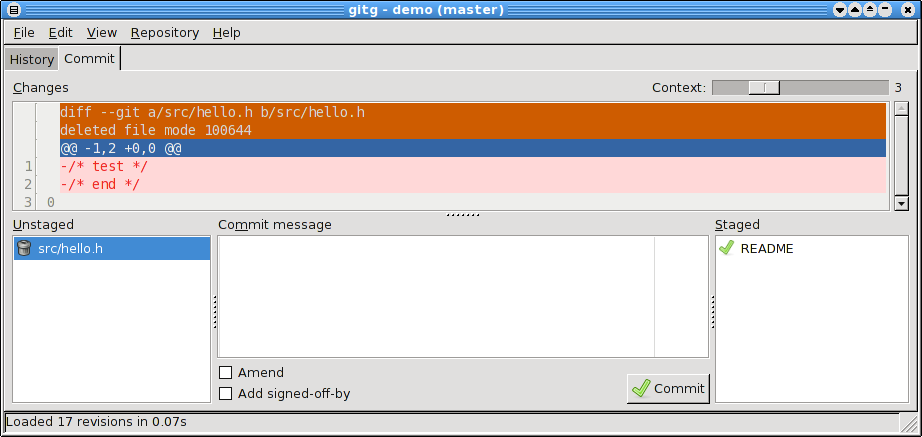 gitg - demo (master)
File Edit View Repository Help
History Commit
Changes Context: 3
diff --git a/src/hello.h b/src/hello.h
deleted file mode 100644
@@ -1,2 +0,0 @@
1 -/* test */
2 -/* end */
3 0
Unstaged Commit message Staged
src/hello.h README
Amend
Add signed-off-by Commit
Loaded 17 revisions in 0.07s